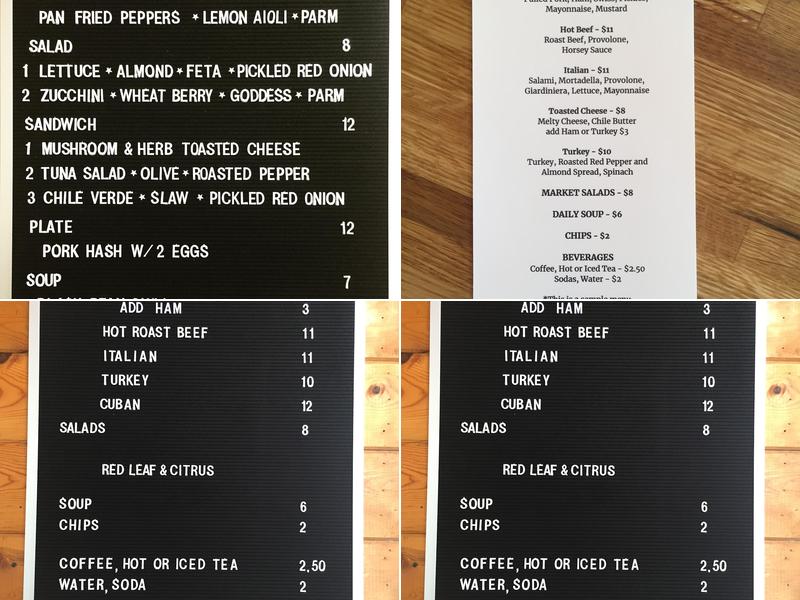 PAN FRIED PEPPERS * LEMON AIOLI * PARM
SALAD 8
1 LETTUCE * ALMOND * FETA * PICKLED RED ONION
2 ZUCCHINI * WHEAT BERRY * GODDESS * PARM
SANDWICH 12
1 MUSHROOM & HERB TOASTED CHEESE
2 TUNA SALAD * OLIVE * ROASTED PEPPER
3 CHILE VERDE * SLAW * PICKLED RED ONION
PLATE 12
PORK HASH W/2 EGGS
SOUP 7
Mayonnaise, Mustard
Hot Beef - $11
Roast Beef, Provolone,
Horsey Sauce
Italian - $11
Salami, Mortadella, Provolone,
Giardiniera, Lettuce, Mayonnaise
Toasted Cheese - $8
Melty Cheese, Chile Butter
add Ham or Turkey $3
Turkey - $10
Turkey, Roasted Red Pepper and
Almond Spread, Spinach
MARKET SALADS - $8
DAILY SOUP - $6
CHIPS - $2
BEVERAGES
Coffee, Hot or Iced Tea - $2.50
Sodas, Water - $2
*This is a sample menu
ADD HAM 3
HOT ROAST BEEF 11
ITALIAN 11
TURKEY 10
CUBAN 12
SALADS 8
RED LEAF & CITRUS
SOUP 6
CHIPS 2
COFFEE, HOT OR ICED TEA 2.50
WATER, SODA 2
ADD HAM 3
HOT ROAST BEEF 11
ITALIAN 11
TURKEY 10
CUBAN 12
SALADS 8
RED LEAF & CITRUS
SOUP 6
CHIPS 2
COFFEE, HOT OR ICED TEA 2.50
WATER, SODA 2